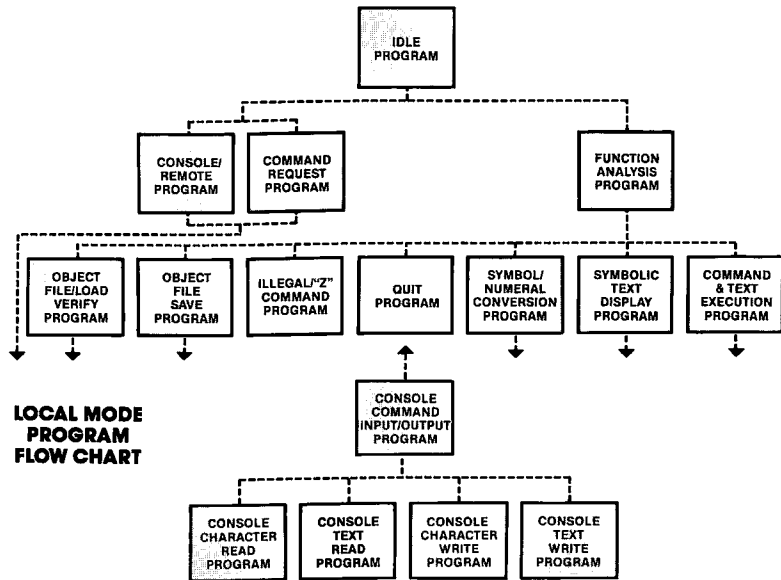 IDLE
PROGRAM
CONSOLE/
REMOTE
PROGRAM
COMMAND
REQUEST
PROGRAM
FUNCTION
ANALYSIS
PROGRAM
OBJECT
FILE/LOAD
VERIFY
PROGRAM
OBJECT
FILE
SAVE
PROGRAM
ILLEGAL/"Z"
COMMAND
PROGRAM
QUIT
PROGRAM
SYMBOL/
NUMERAL
CONVERSION
PROGRAM
SYMBOLIC
TEXT
DISPLAY
PROGRAM
COMMAND
& TEXT
EXECUTION
PROGRAM
LOCAL MODE
PROGRAM
FLOW CHART
CONSOLE
COMMAND
INPUT/OUTPUT
PROGRAM
CONSOLE
CHARACTER
READ
PROGRAM
CONSOLE
TEXT
READ
PROGRAM
CONSOLE
CHARACTER
WRITE
PROGRAM
CONSOLE
TEXT
WRITE
PROGRAM